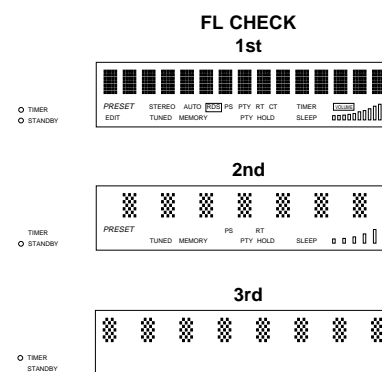 FL CHECK
1st
PRESET STEREO AUTO RDS PS PTY RT CT TIMER VOLUME
TIMER
EDIT TUNED MEMORY PTY HOLD SLEEP
STANDBY
2nd
PRESET PS RT
TIMER
TUNED MEMORY PTY HOLD SLEEP
STANDBY
3rd
TIMER
STANDBY